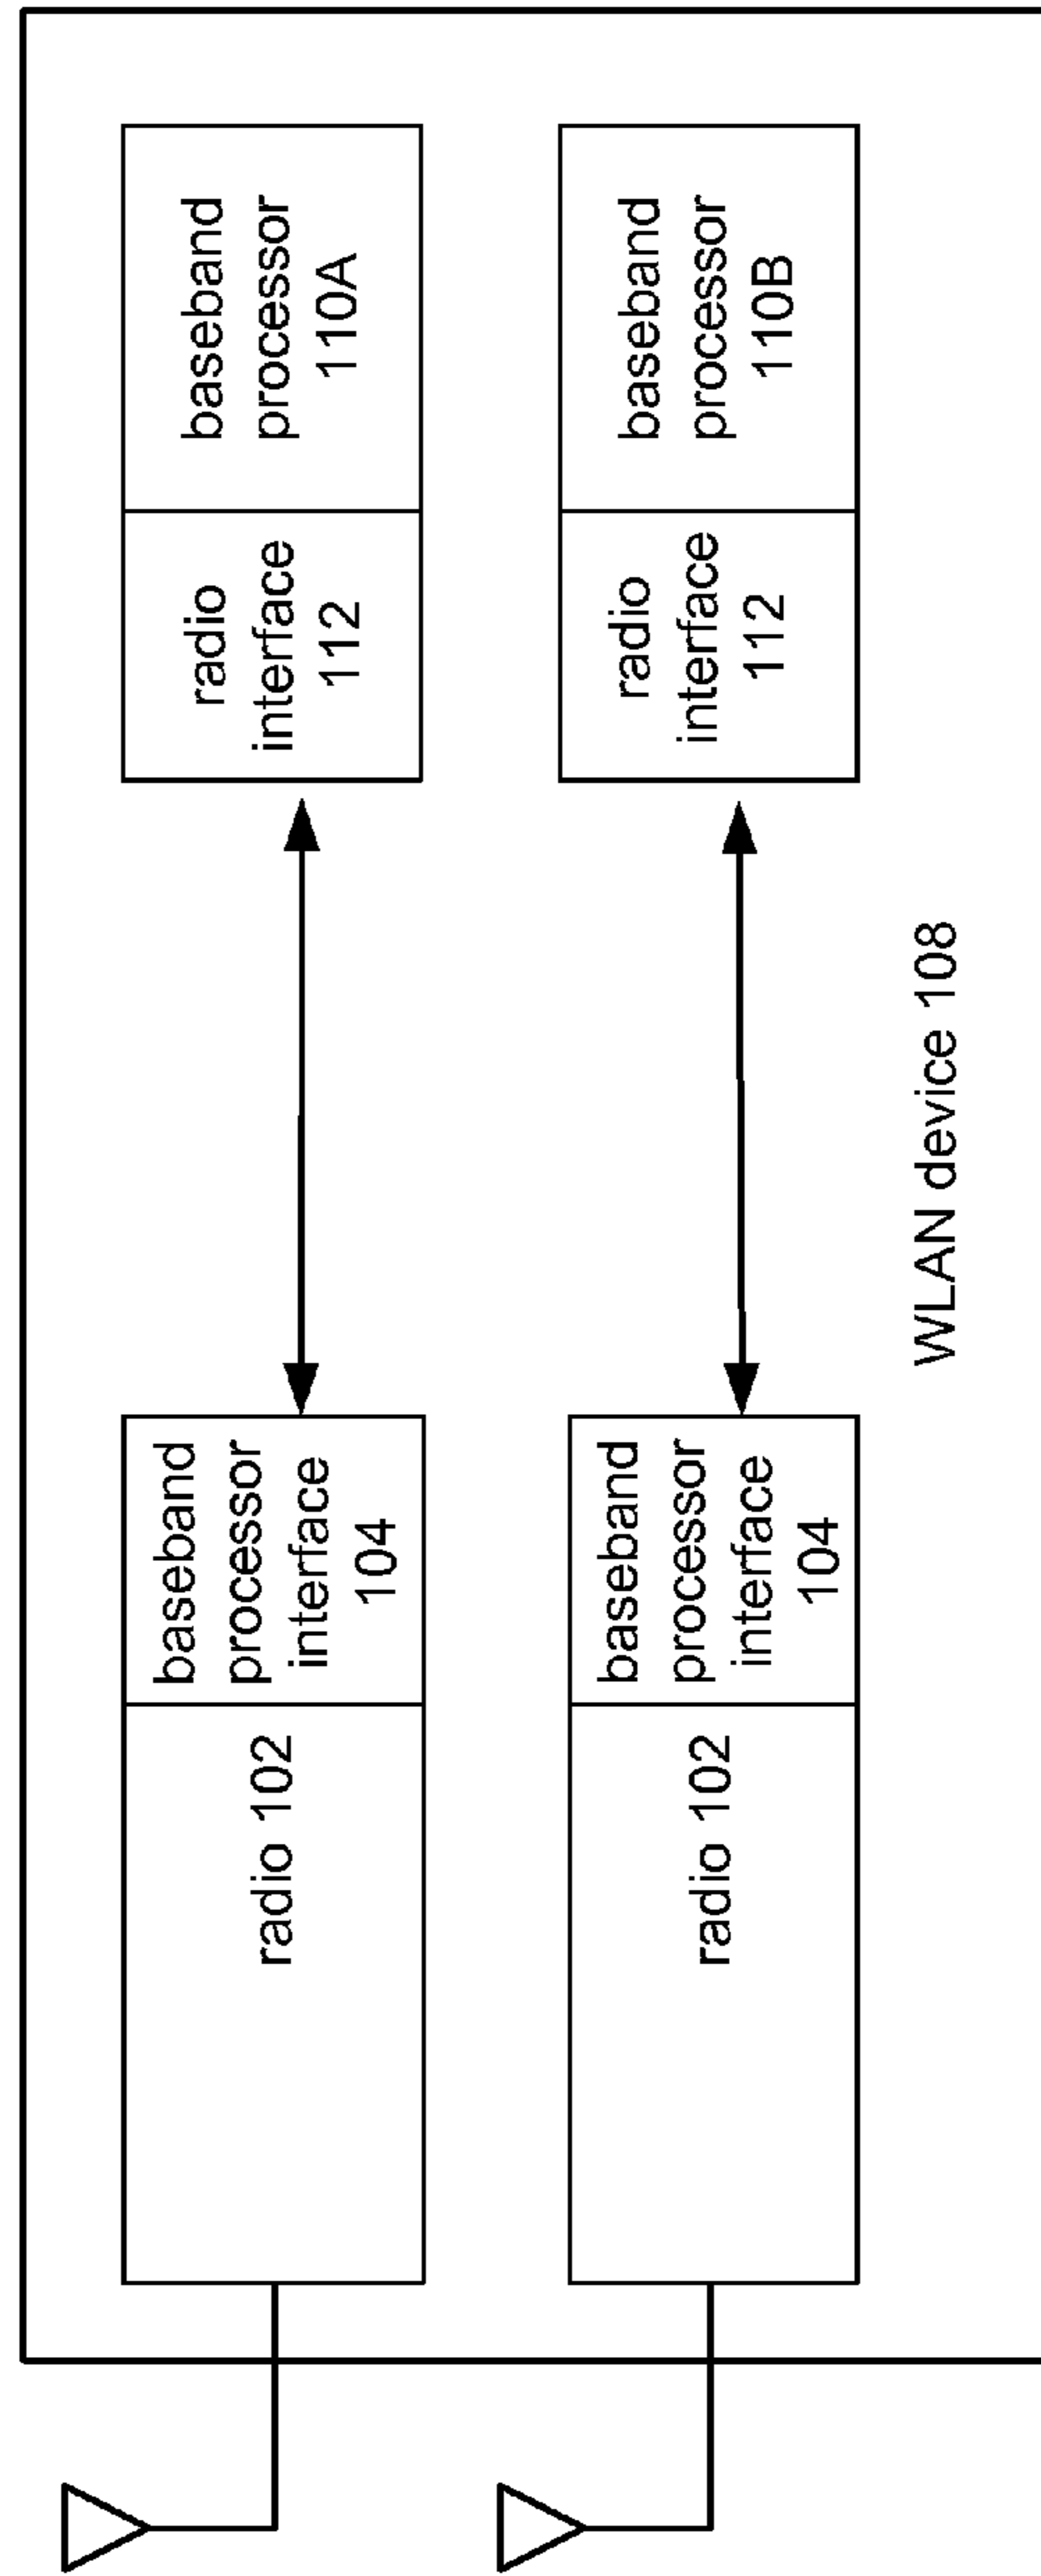 radio 102
baseband
processor
interface
104
radio
interface
112
baseband
processor
110A
radio 102
baseband
processor
interface
104
radio
interface
112
baseband
processor
110B
WLAN device 108